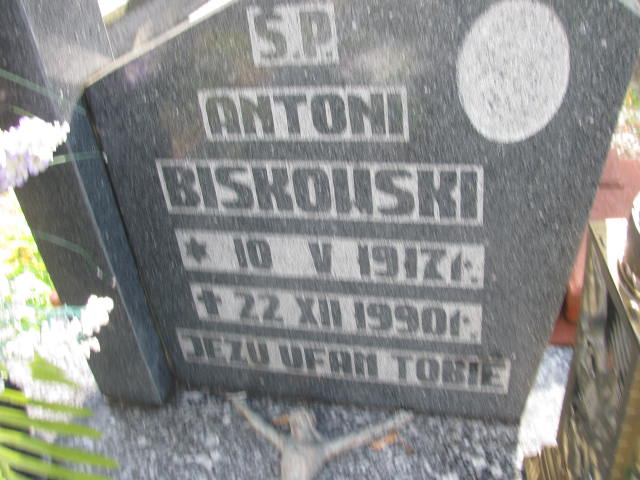 Ś.P.
ANTONI
BISKOWSKI
* 10 V 1917 r.
✝ 22 XII 1990 r.
JEZU UFAM TOBIE